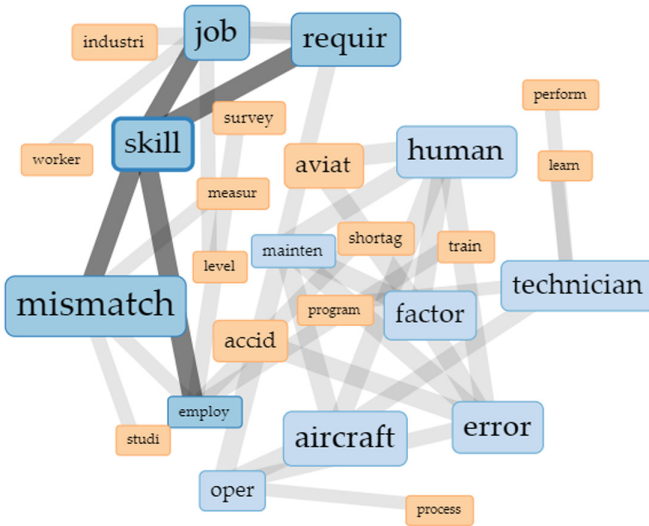 job
requir
industri
perform
survey
skill
human
worker
aviat
learn
measur
shortag
train
mainten
level
technician
mismatch
program
factor
accid
employ
error
studi
aircraft
oper
process